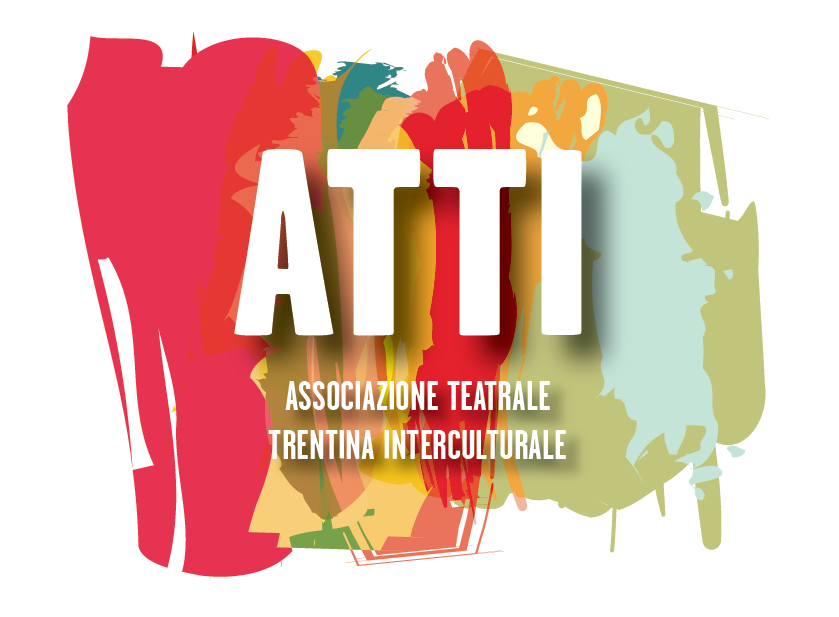 ATTI
ASSOCIAZIONE TEATRALE
TRENTINA INTERCULTURALE